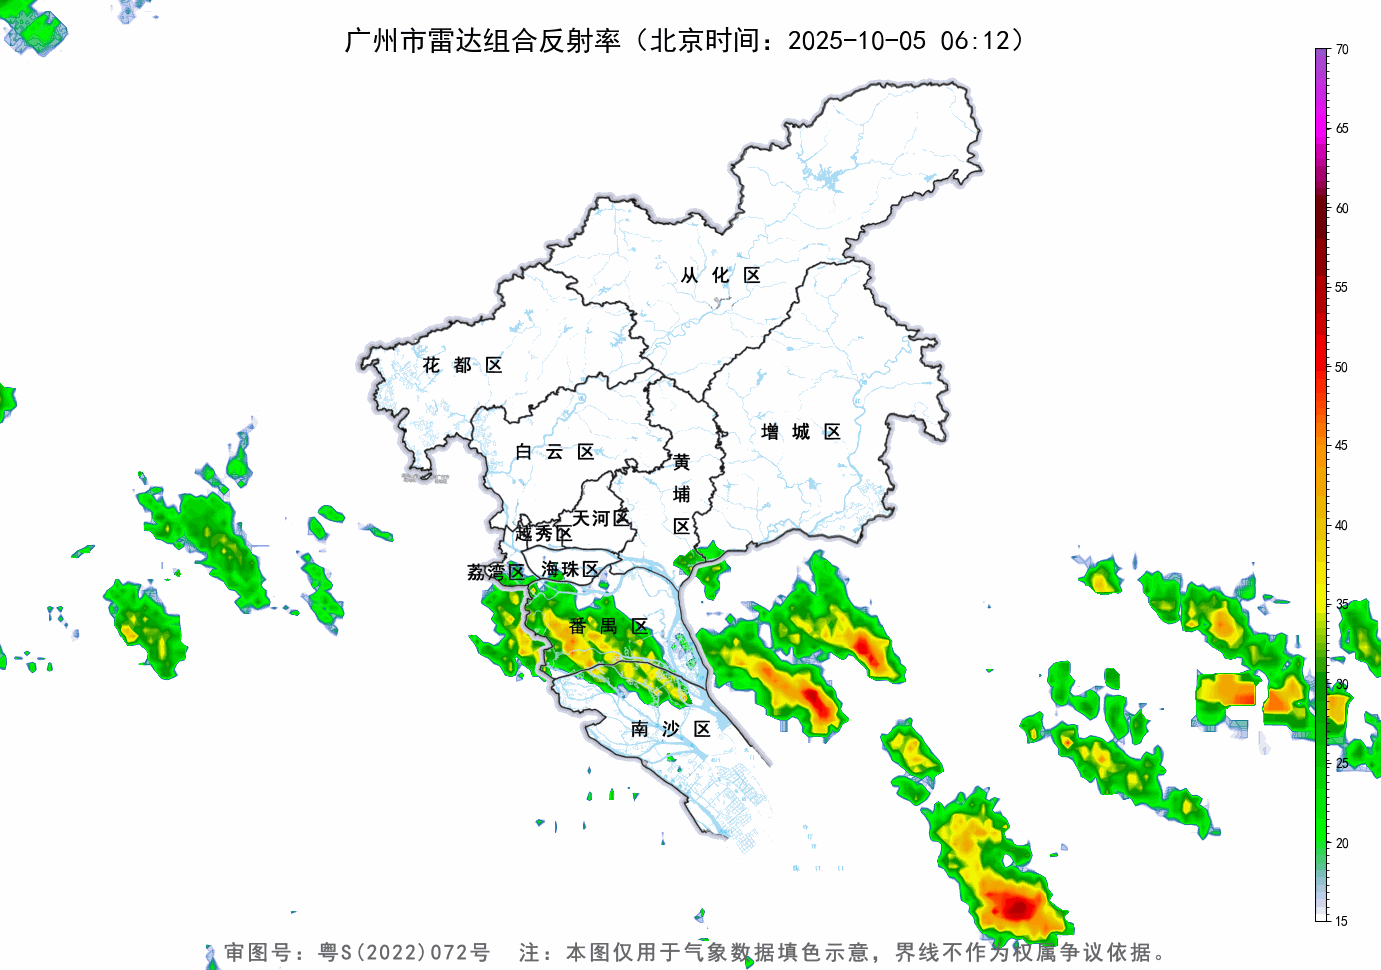 广州市雷达组合反射率（北京时间：2025-10-05 06:12）
70
65
60
55
50
45
40
35
30
25
20
15
从化区
花都区
增城区
白云区
黄埔区
天河区
越秀区
海珠区
荔湾区
番禺区
南沙区
审图号：粤S(2022)072号 注：本图仅用于气象数据填色示意，界线不作为权属争议依据。